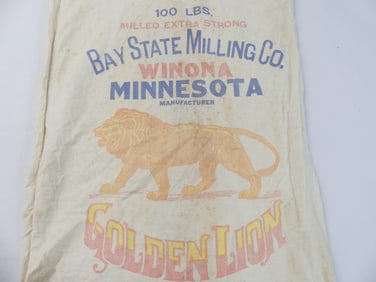 100 LBS.
MILLED EXTRA STRONG
BAY STATE MILLING CO.
WINONA
MINNESOTA
MANUFACTURER
GOLDEN LION